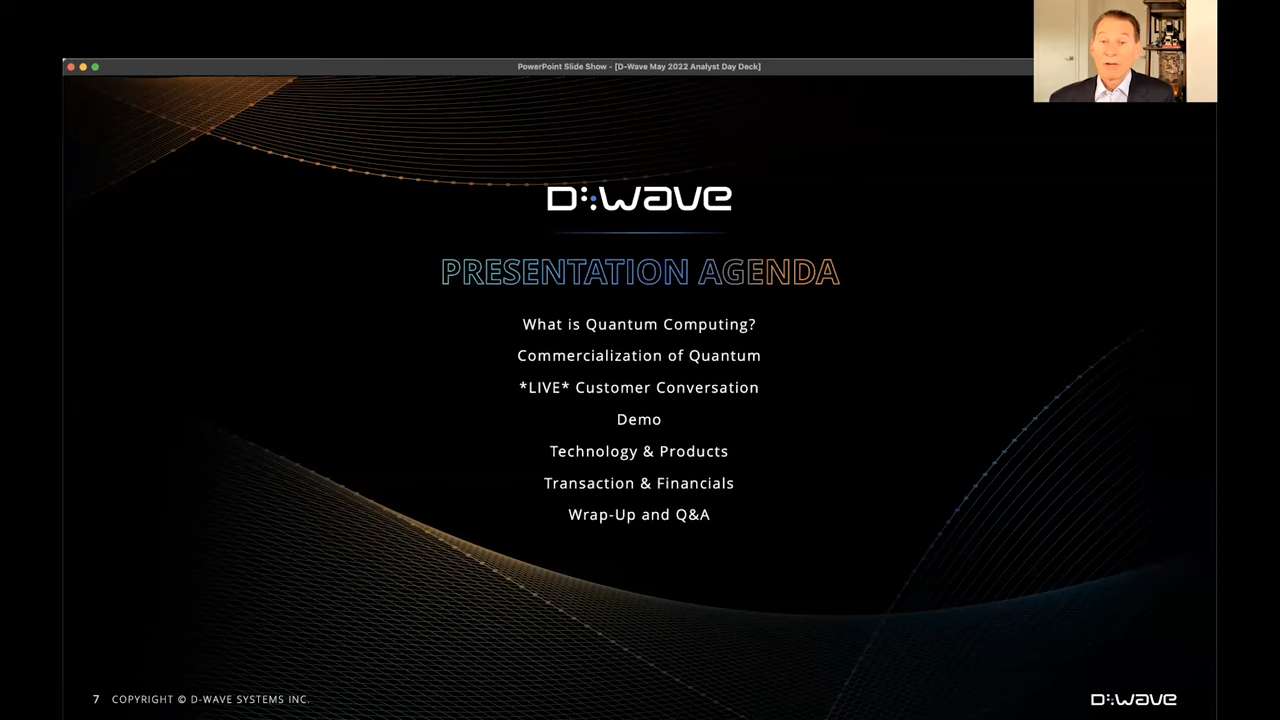 PowerPoint Slide Show - [D-Wave May 2022 Analyst Day Deck]
D:wave
PRESENTATION AGENDA
What is Quantum Computing?
Commercialization of Quantum
*LIVE* Customer Conversation
Demo
Technology & Products
Transaction & Financials
Wrap-Up and Q&A
7 COPYRIGHT © D-WAVE SYSTEMS INC.
D:wave